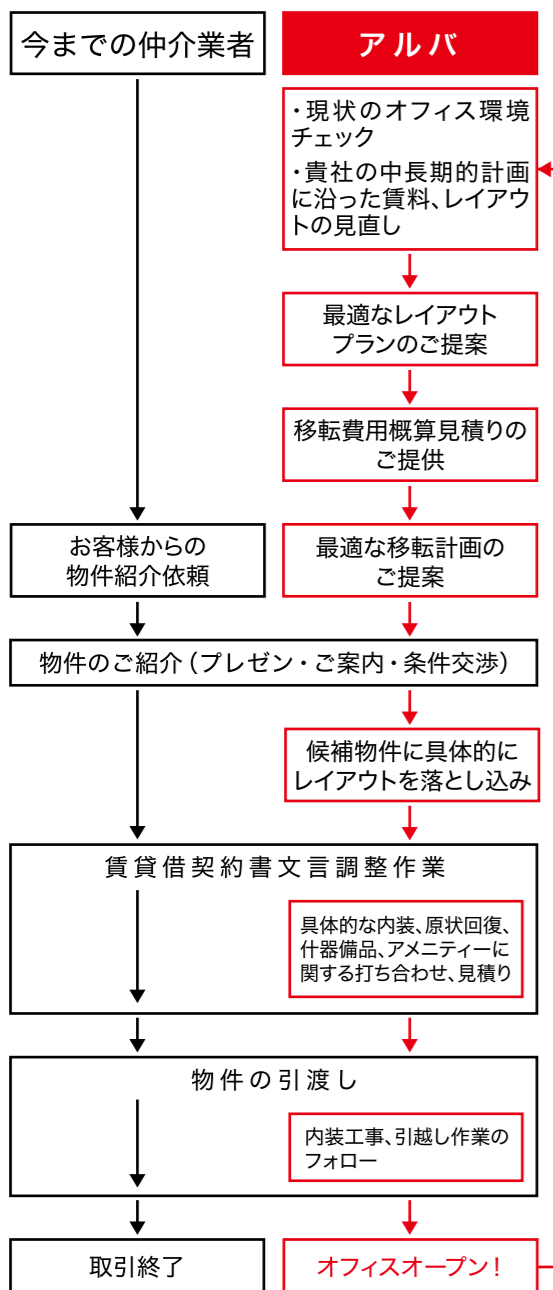 今までの仲介業者
アルバ
・現状のオフィス環境
チェック
・貴社の中長期的計画
に沿った賃料、レイアウ
トの見直し
最適なレイアウト
プランのご提案
移転費用概算見積りの
ご提供
お客様からの
物件紹介依頼
最適な移転計画の
ご提案
物件のご紹介（プレゼン・ご案内・条件交渉）
候補物件に具体的に
レイアウトを落とし込み
賃貸借契約書文言調整作業
具体的な内装、原状回復、
什器備品、アメニティーに
関する打ち合わせ、見積り
物件の引渡し
内装工事、引越し作業の
フォロー
取引終了
オフィスオープン！